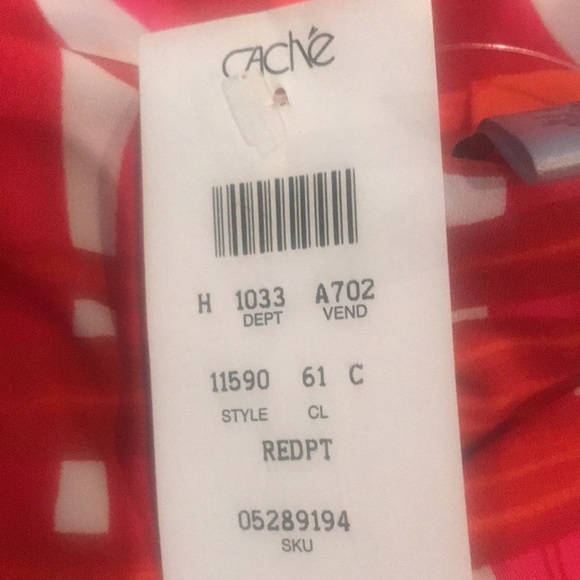 Caché
H 1033 A702
DEPT VEND
11590 61 C
STYLE CL
REDPT
05289194
SKU